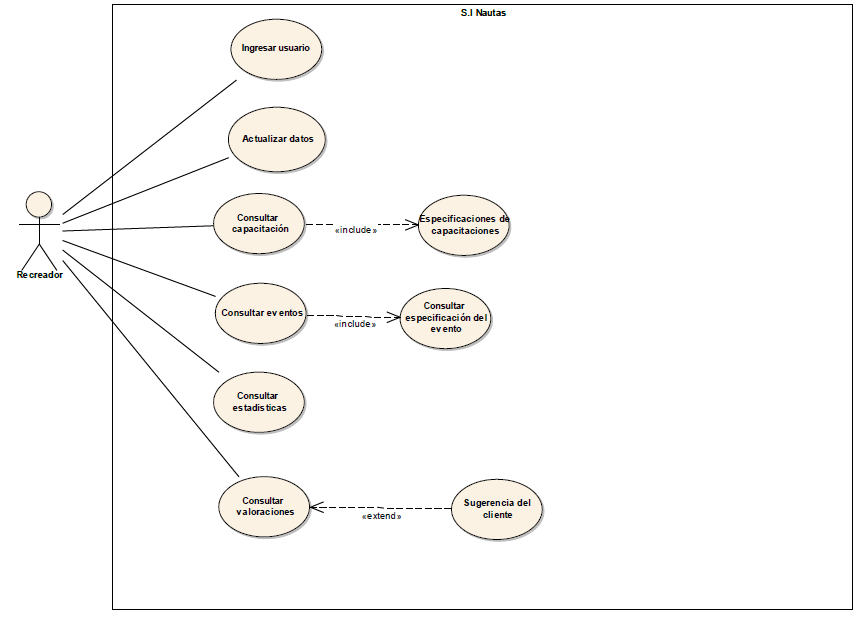 S.I Nautas
Ingresar usuario
Actualizar datos
Consultar
capacitación
«include»
Especificaciones de
capacitaciones
Recreador
Consultar eventos
«include»
Consultar
especificación del
evento
Consultar
estadísticas
Consultar
valoraciones
«extend»
Sugerencia del
cliente